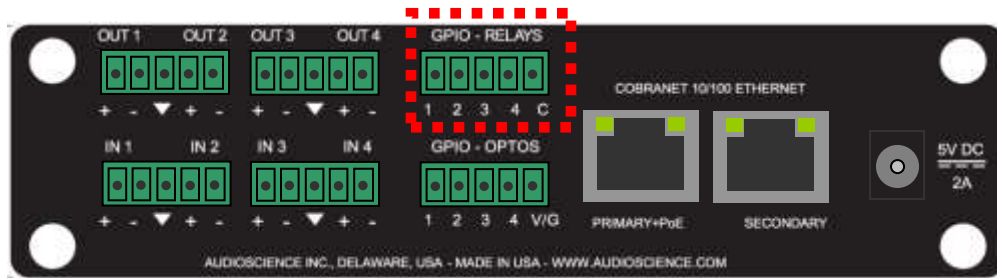 OUT 1 OUT 2 OUT 3 OUT 4 GPIO - RELAYS
COBRANET 10/100 ETHERNET
+ - + - + - + - 1 2 3 4 C
IN 1 IN 2 IN 3 IN 4 GPIO - OPTOS
5V DC
2A
+ - + - + - + - 1 2 3 4 V/G
PRIMARY+PoE SECONDARY
AUDIOSCIENCE INC., DELAWARE, USA - MADE IN USA - WWW.AUDIOSCIENCE.COM